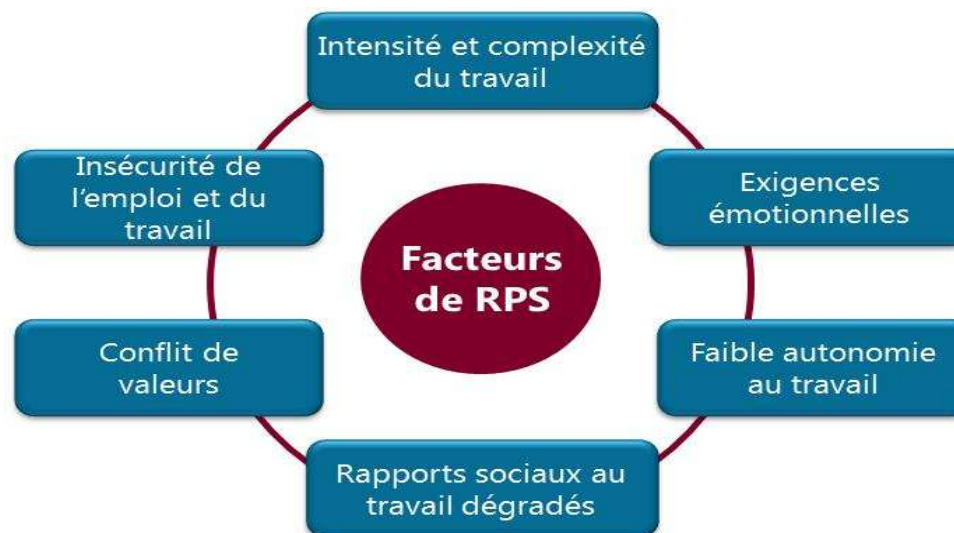 Intensité et complexité
du travail
Insécurité de
l'emploi et du
travail
Exigences
émotionnelles
Facteurs
de RPS
Conflit de
valeurs
Faible autonomie
au travail
Rapports sociaux au
travail dégradés